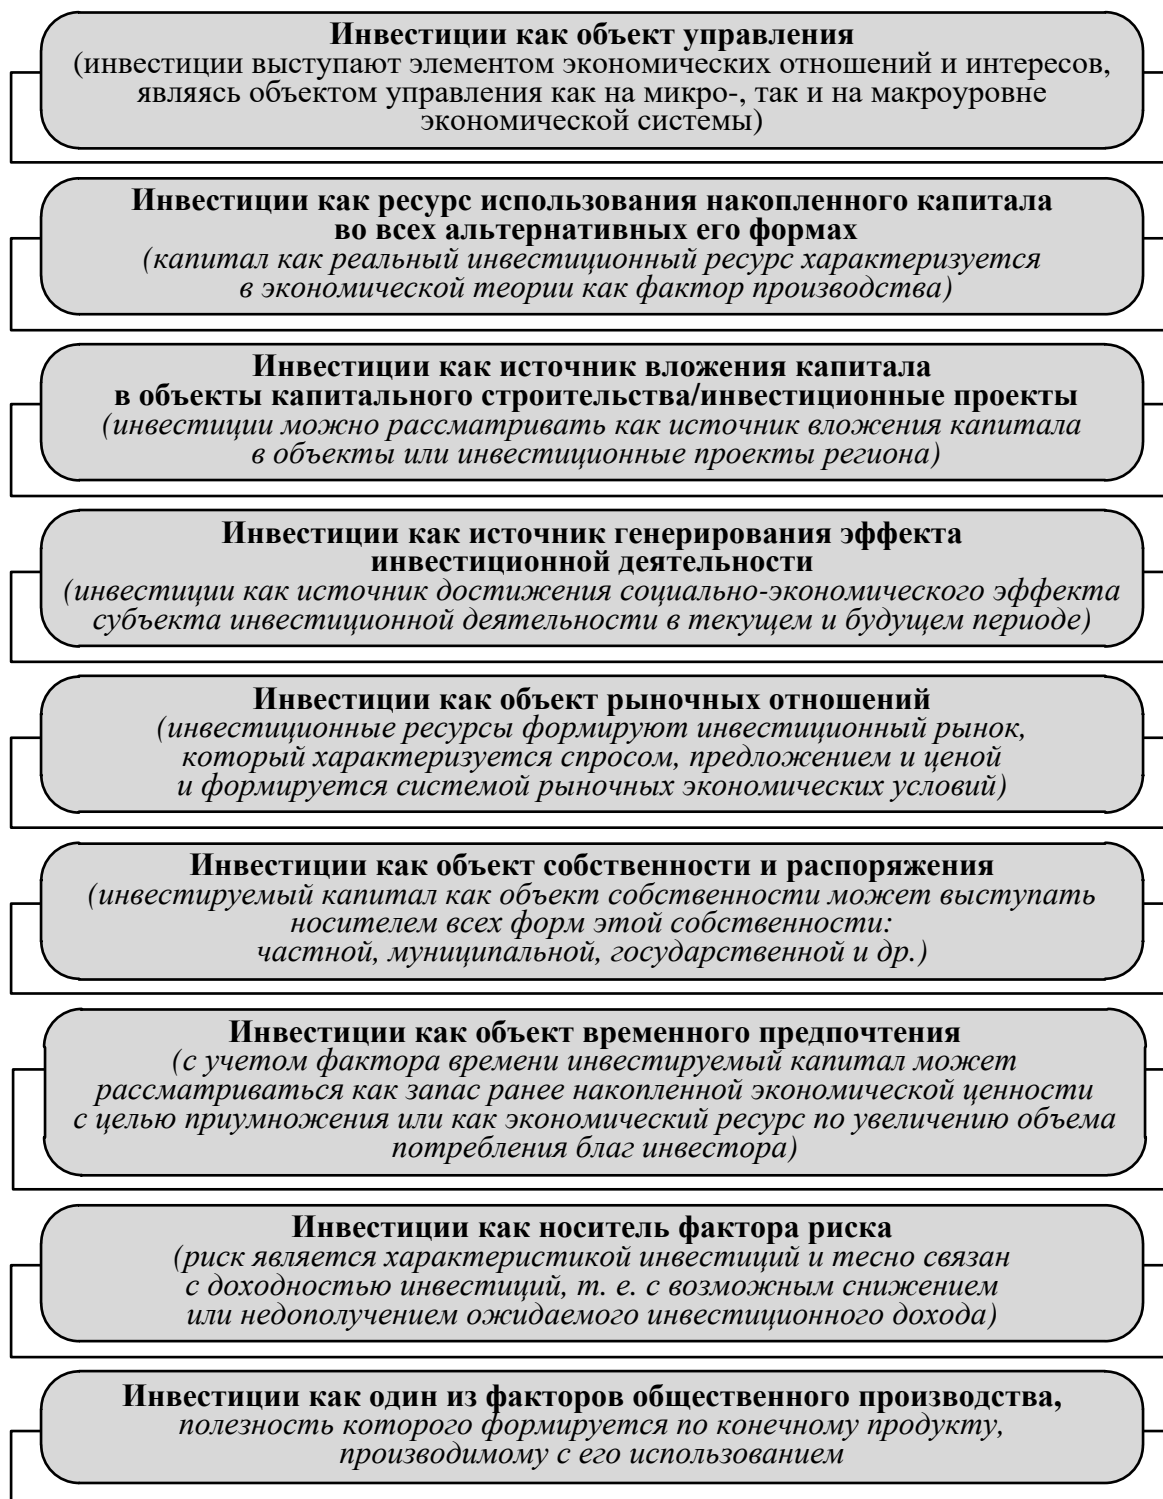 Инвестиции как объект управления
(инвестиции выступают элементом экономических отношений и интересов,
являясь объектом управления как на микро-, так и на макроуровне
экономической системы)
Инвестиции как ресурс использования накопленного капитала
во всех альтернативных его формах
(капитал как реальный инвестиционный ресурс характеризуется
в экономической теории как фактор производства)
Инвестиции как источник вложения капитала
в объекты капитального строительства/инвестиционные проекты
(инвестиции можно рассматривать как источник вложения капитала
в объекты или инвестиционные проекты региона)
Инвестиции как источник генерирования эффекта
инвестиционной деятельности
(инвестиции как источник достижения социально-экономического эффекта
субъекта инвестиционной деятельности в текущем и будущем периоде)
Инвестиции как объект рыночных отношений
(инвестиционные ресурсы формируют инвестиционный рынок,
который характеризуется спросом, предложением и ценой
и формируется системой рыночных экономических условий)
Инвестиции как объект собственности и распоряжения
(инвестируемый капитал как объект собственности может выступать
носителем всех форм этой собственности:
частной, муниципальной, государственной и др.)
Инвестиции как объект временного предпочтения
(с учетом фактора времени инвестируемый капитал может
рассматриваться как запас ранее накопленной экономической ценности
с целью приумножения или как экономический ресурс по увеличению объема
потребления благ инвестора)
Инвестиции как носитель фактора риска
(риск является характеристикой инвестиций и тесно связан
с доходностью инвестиций, т. е. с возможным снижением
или недополучением ожидаемого инвестиционного дохода)
Инвестиции как один из факторов общественного производства,
полезность которого формируется по конечному продукту,
производимому с его использованием